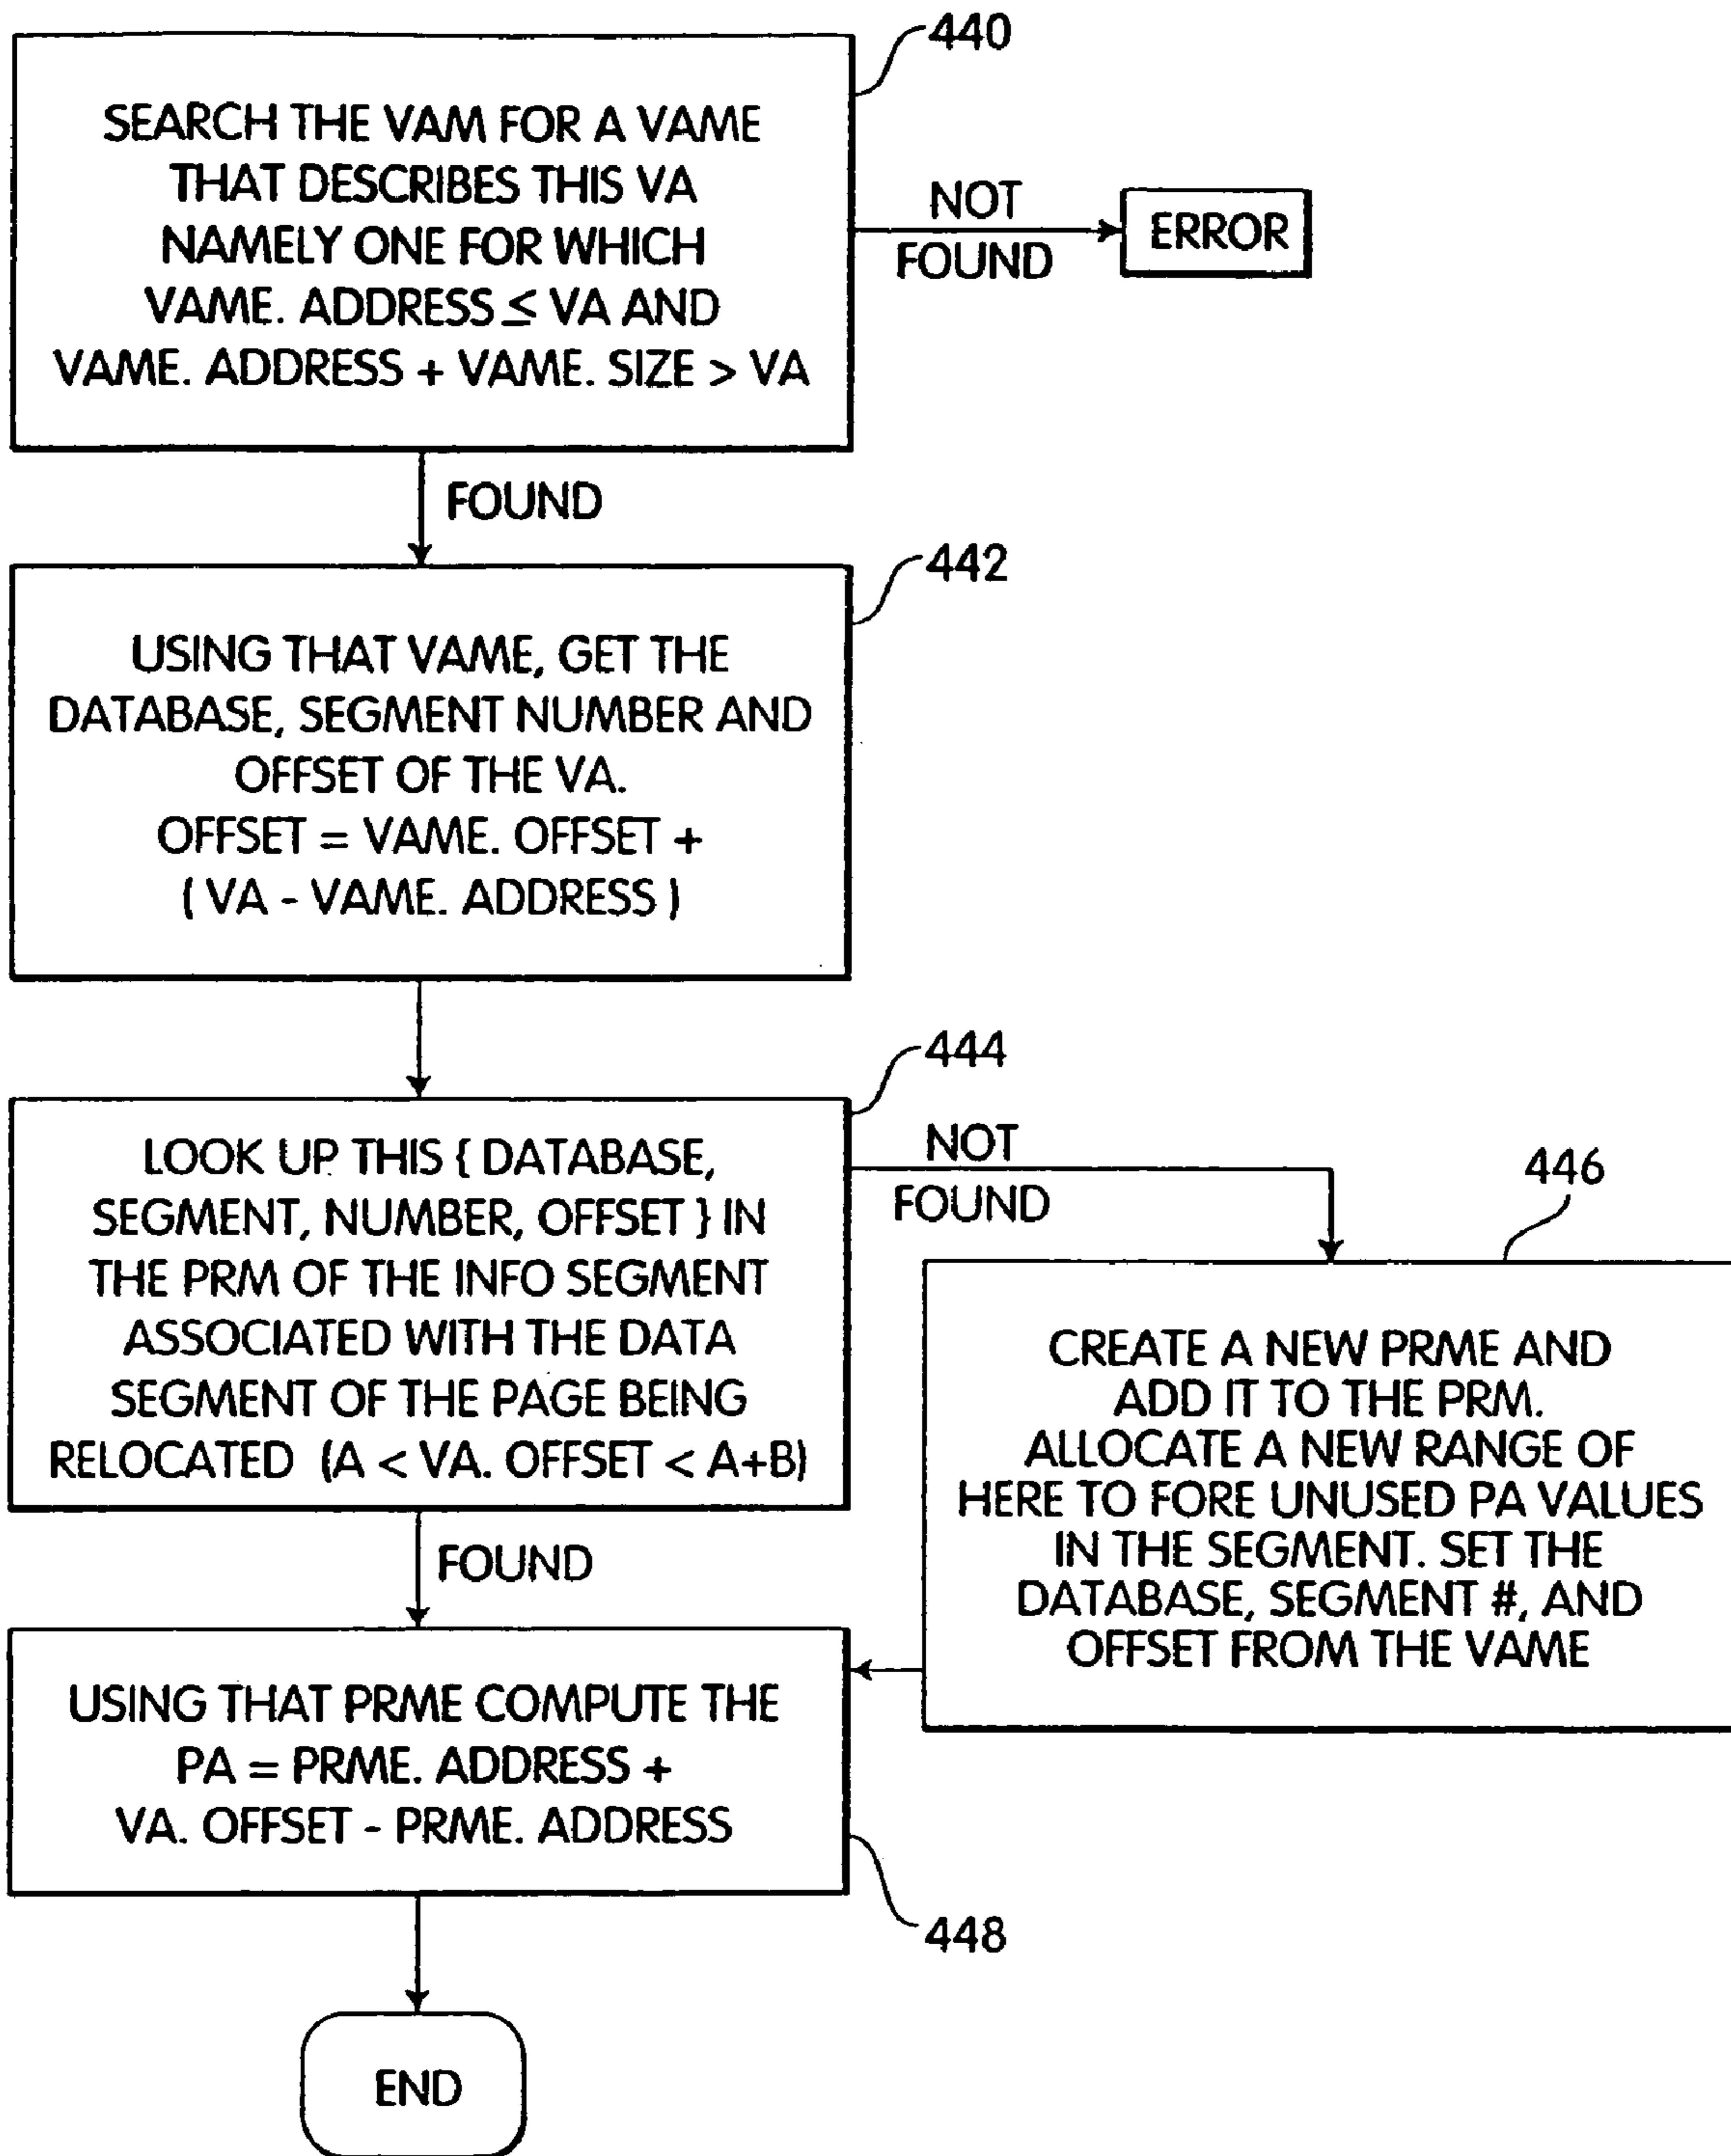 440
SEARCH THE VAM FOR A VAME
THAT DESCRIBES THIS VA
NAMELY ONE FOR WHICH
VAME. ADDRESS ≤ VA AND
VAME. ADDRESS + VAME. SIZE > VA
NOT
FOUND
ERROR
FOUND
442
USING THAT VAME, GET THE
DATABASE, SEGMENT NUMBER AND
OFFSET OF THE VA.
OFFSET = VAME. OFFSET +
( VA - VAME. ADDRESS )
444
LOOK UP THIS { DATABASE,
SEGMENT, NUMBER, OFFSET } IN
THE PRM OF THE INFO SEGMENT
ASSOCIATED WITH THE DATA
SEGMENT OF THE PAGE BEING
RELOCATED (A < VA. OFFSET < A+B)
NOT
FOUND
446
CREATE A NEW PRME AND
ADD IT TO THE PRM.
ALLOCATE A NEW RANGE OF
HERE TO FORE UNUSED PA VALUES
IN THE SEGMENT. SET THE
DATABASE, SEGMENT #, AND
OFFSET FROM THE VAME
FOUND
USING THAT PRME COMPUTE THE
PA = PRME. ADDRESS +
VA. OFFSET - PRME. ADDRESS
448
END